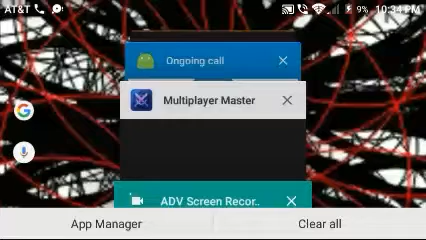 AT&T 9% 10:34 PM
Ongoing call
Multiplayer Master
ADV Screen Recor..
App Manager Clear all